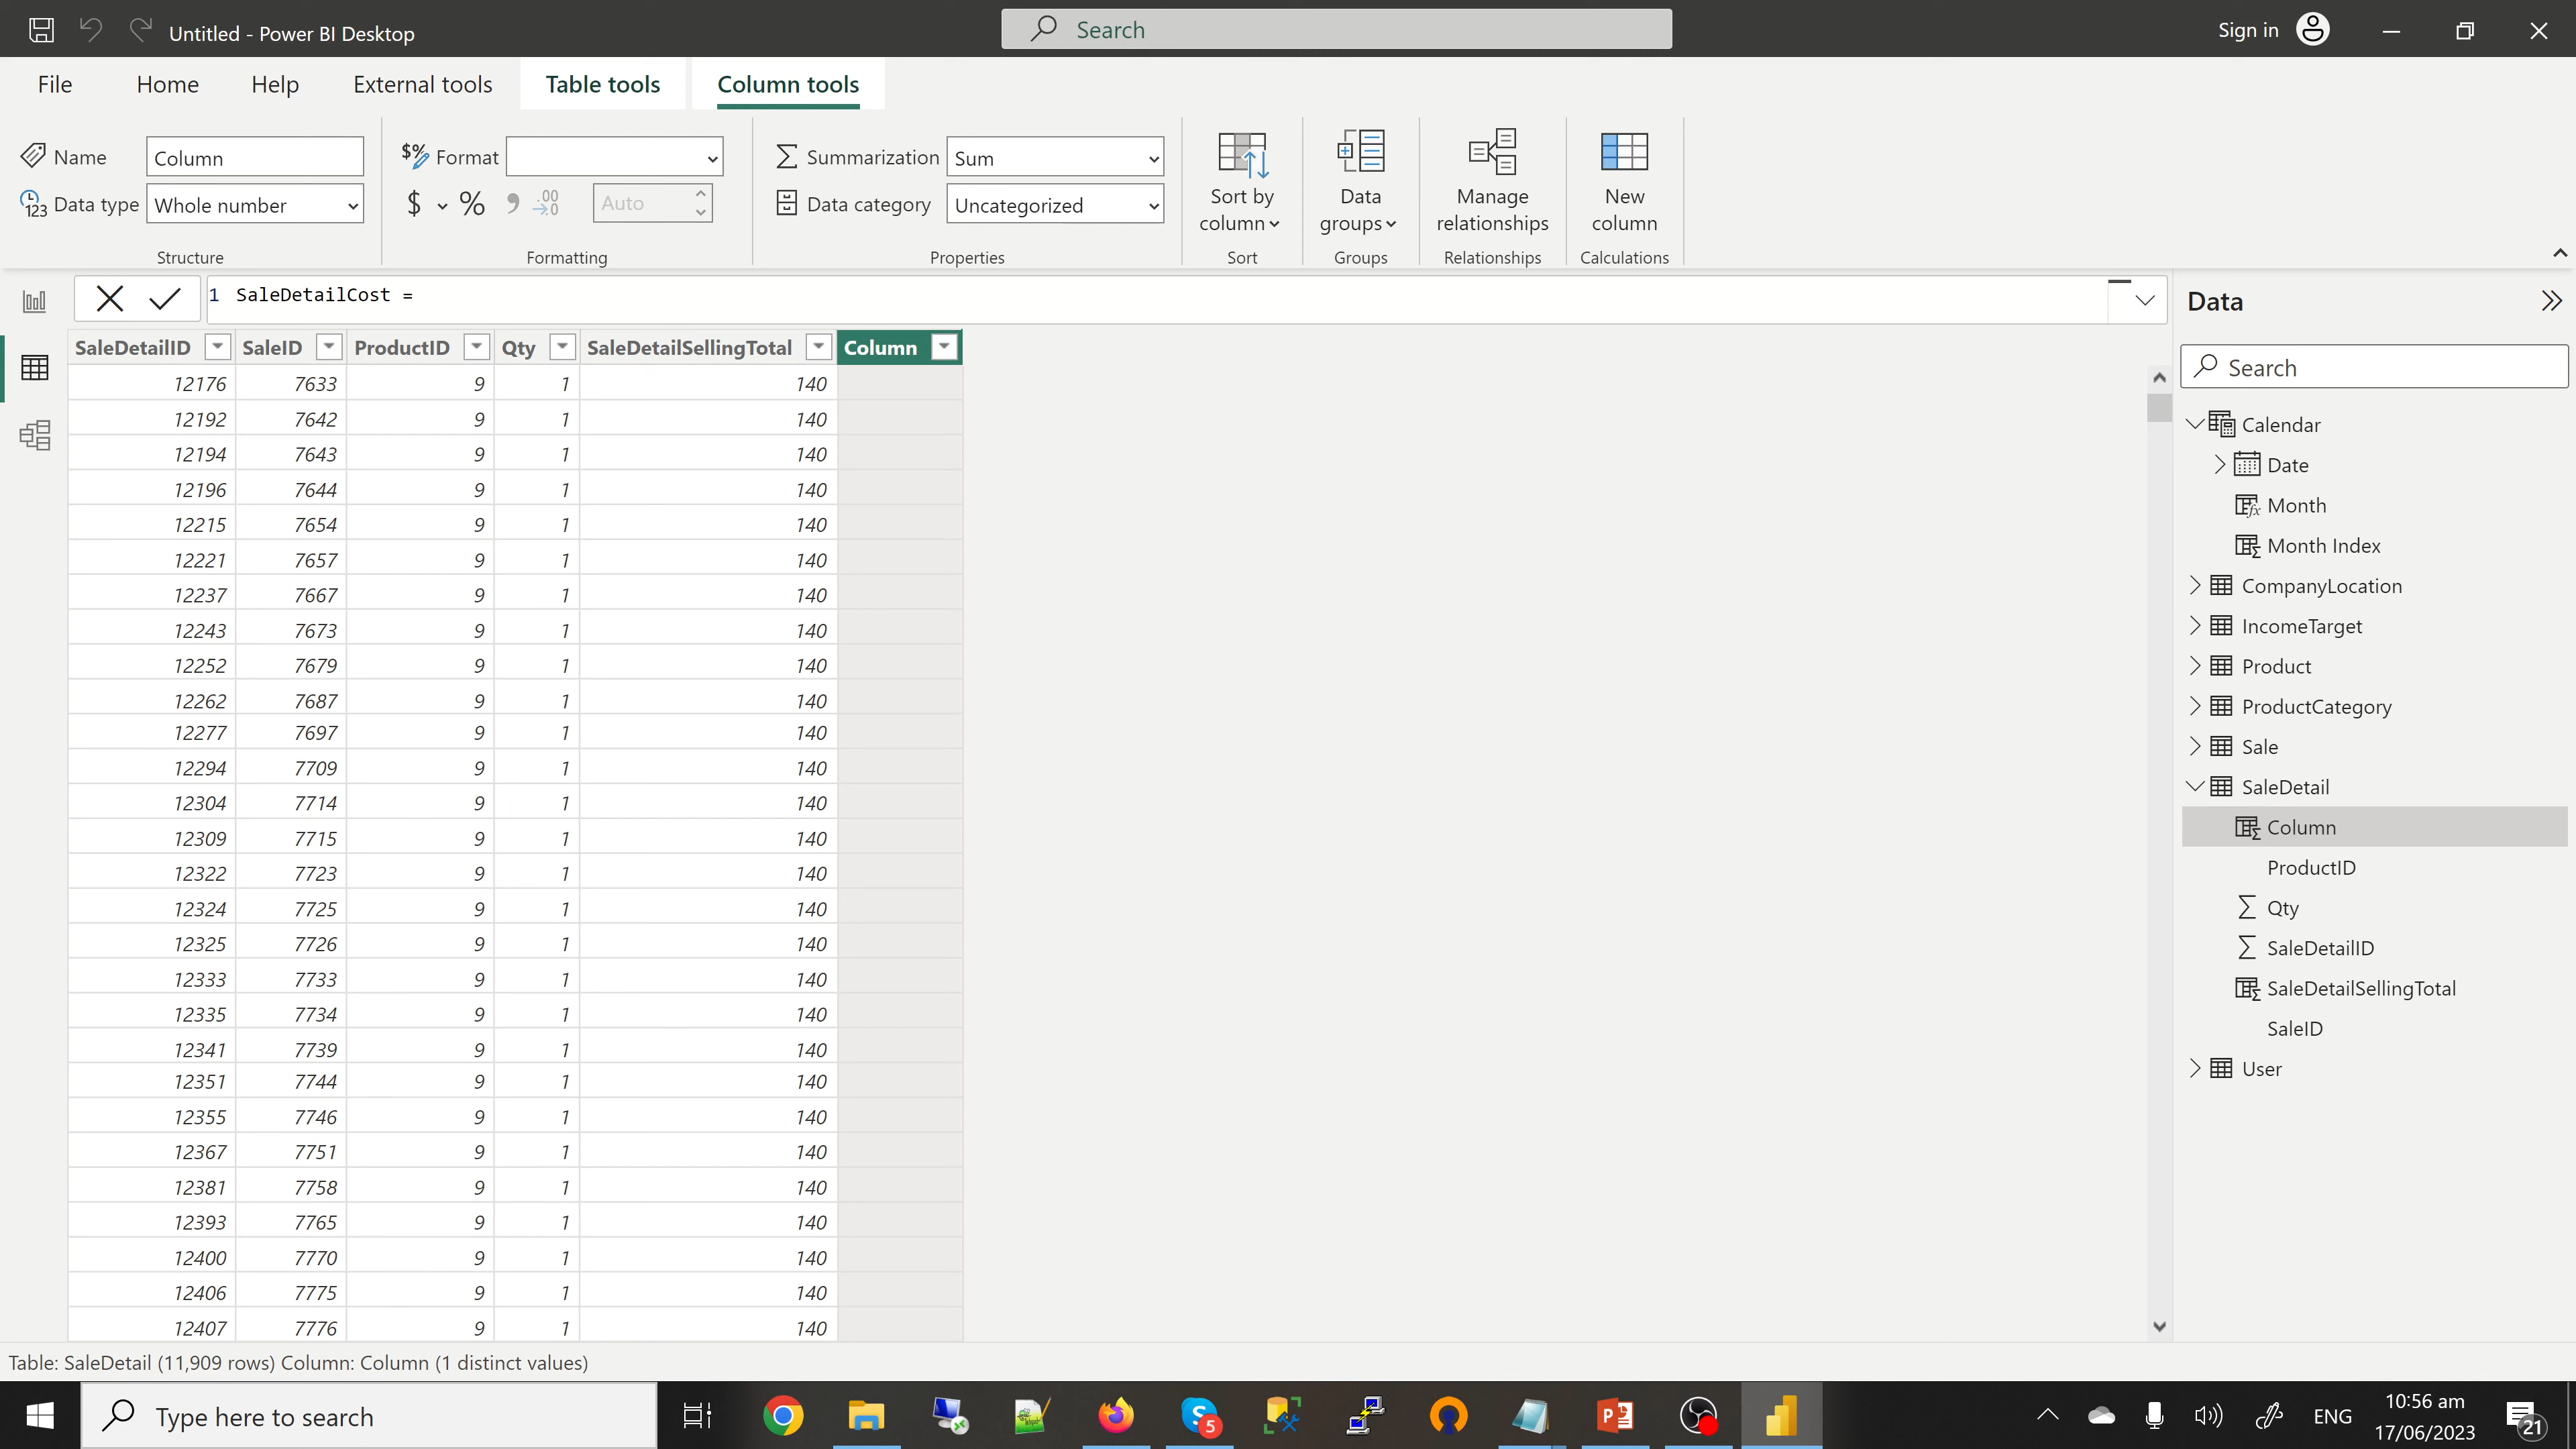 Untitled - Power BI Desktop
Search
Sign in
File Home Help External tools Table tools Column tools
Name Column
Data type Whole number
Structure
Format
$ % Auto
Formatting
Summarization Sum
Data category Uncategorized
Properties
Sort by
column
Sort
Data
groups
Groups
Manage
relationships
Relationships
New
column
Calculations
1 SaleDetailCost =
SaleDetailID SaleID ProductID Qty SaleDetailSellingTotal Column
12176 7633 9 1 140
12192 7642 9 1 140
12194 7643 9 1 140
12196 7644 9 1 140
12215 7654 9 1 140
12221 7657 9 1 140
12237 7667 9 1 140
12243 7673 9 1 140
12252 7679 9 1 140
12262 7687 9 1 140
12277 7697 9 1 140
12294 7709 9 1 140
12304 7714 9 1 140
12309 7715 9 1 140
12322 7723 9 1 140
12324 7725 9 1 140
12325 7726 9 1 140
12333 7733 9 1 140
12335 7734 9 1 140
12341 7739 9 1 140
12351 7744 9 1 140
12355 7746 9 1 140
12367 7751 9 1 140
12381 7758 9 1 140
12393 7765 9 1 140
12400 7770 9 1 140
12406 7775 9 1 140
12407 7776 9 1 140
Data
Search
Calendar
Date
Month
Month Index
CompanyLocation
IncomeTarget
Product
ProductCategory
Sale
SaleDetail
Column
ProductID
Qty
SaleDetailID
SaleDetailSellingTotal
SaleID
User
Table: SaleDetail (11,909 rows) Column: Column (1 distinct values)
Type here to search
5
ENG
10:56 am
17/06/2023
21